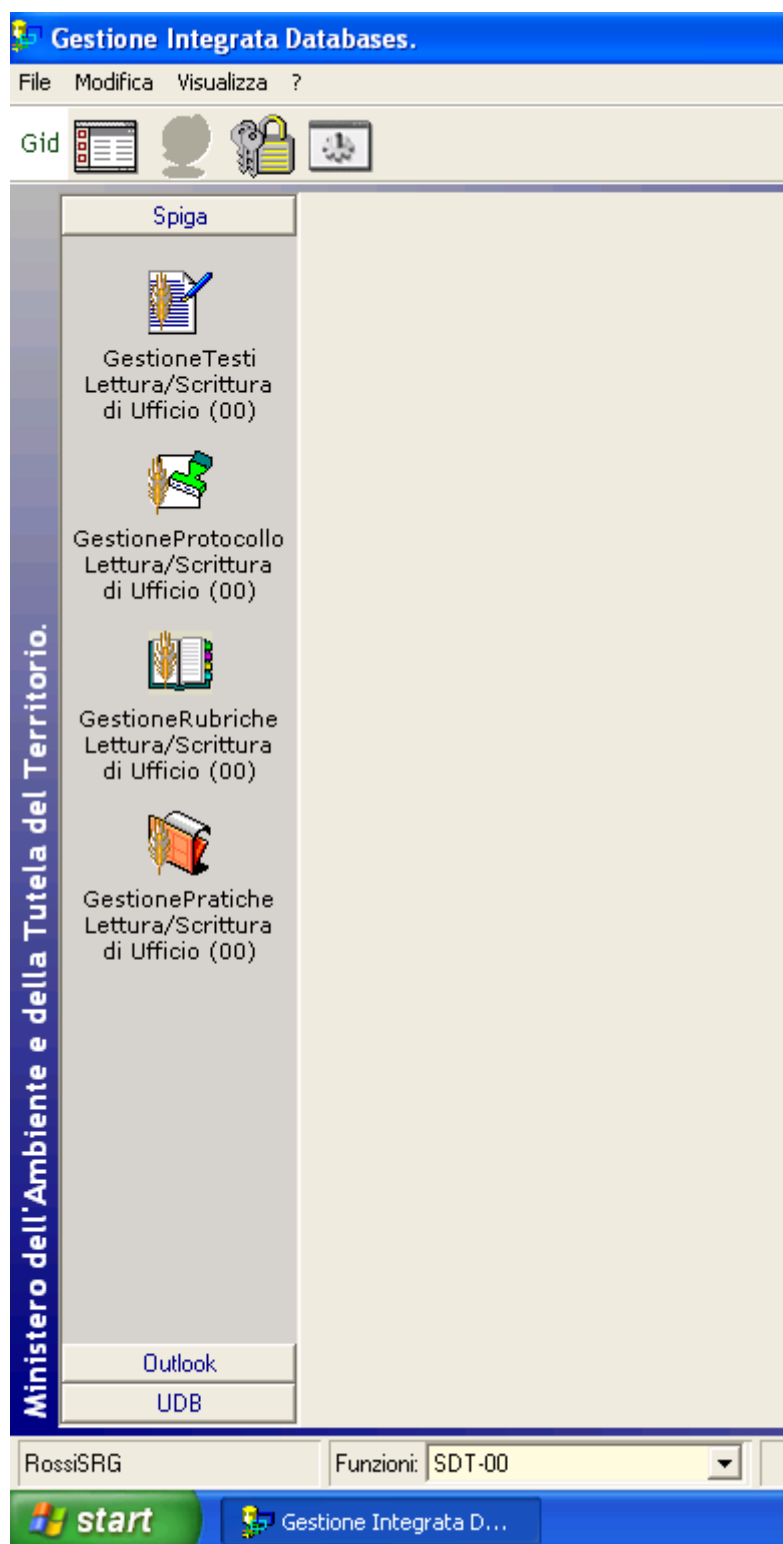 Gestione Integrata Databases.
File Modifica Visualizza ?
Gid
Spiga
GestioneTesti
Lettura/Scrittura
di Ufficio (00)
GestioneProtocollo
Lettura/Scrittura
di Ufficio (00)
GestioneRubriche
Lettura/Scrittura
di Ufficio (00)
GestionePratiche
Lettura/Scrittura
di Ufficio (00)
Outlook
UDB
Ministero dell'Ambiente e della Tutela del Territorio.
RossiSRG Funzioni: SDT-00
start Gestione Integrata D...